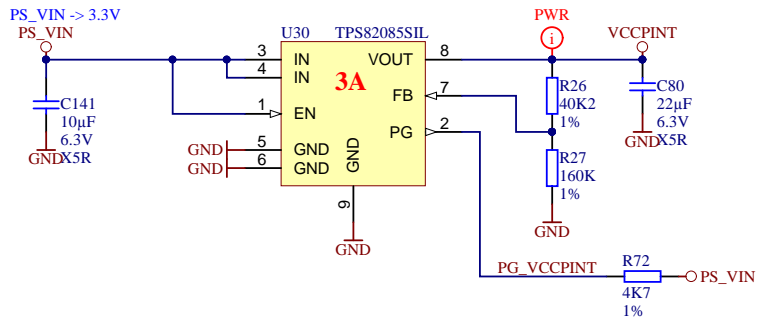 PS_VIN -> 3.3V
PS_VIN
U30 TPS82085SIL
PWR
i
VCCPINT
3 IN VOUT 8
4 IN
3A
FB 7
1 EN
PG 2
GND 5 GND
GND 6 GND
GND
9
GND
C141
10µF
6.3V
X5R
GND
R26
40K2
1%
R27
160K
1%
GND
C80
22µF
6.3V
X5R
GND
PG_VCCPINT
R72
4K7
1%
PS_VIN